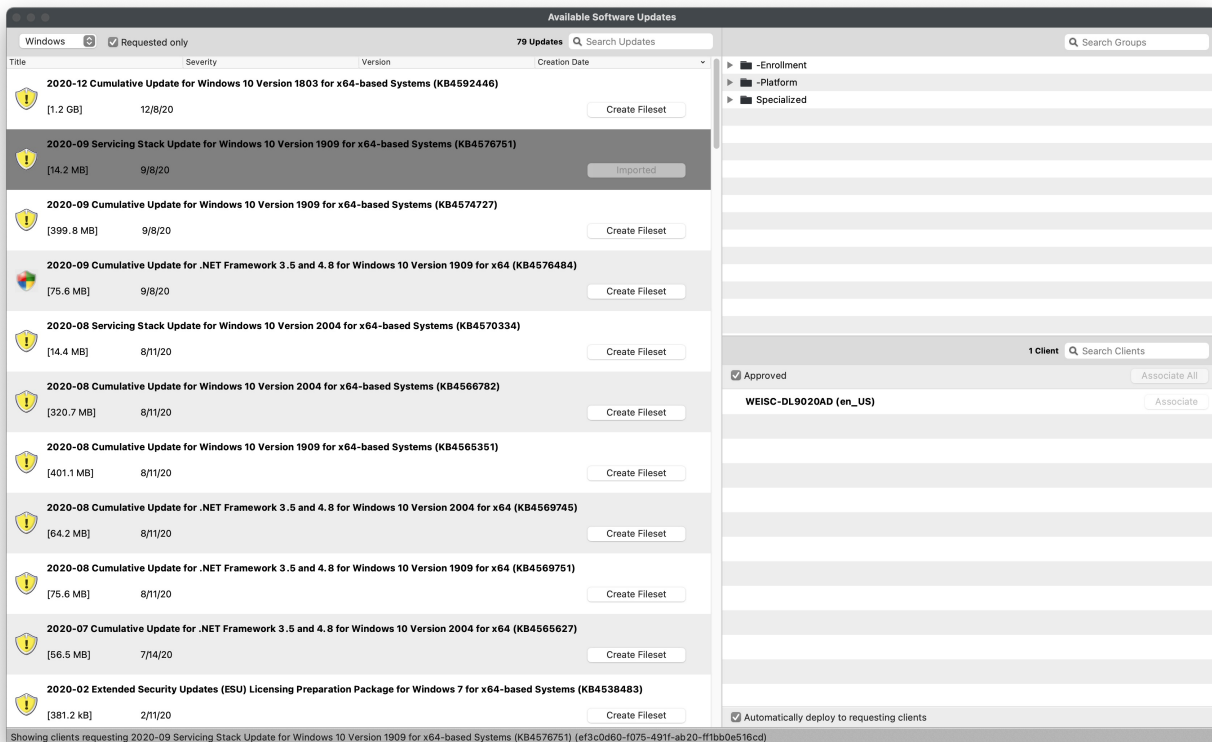 Available Software Updates
Windows Requested only 79 Updates Search Updates
Title Severity Version Creation Date
2020-12 Cumulative Update for Windows 10 Version 1803 for x64-based Systems (KB4592446)
[1.2 GB] 12/8/20 Create Fileset
2020-09 Servicing Stack Update for Windows 10 Version 1909 for x64-based Systems (KB4576751)
[14.2 MB] 9/8/20 Imported
2020-09 Cumulative Update for Windows 10 Version 1909 for x64-based Systems (KB4574727)
[399.8 MB] 9/8/20 Create Fileset
2020-09 Cumulative Update for .NET Framework 3.5 and 4.8 for Windows 10 Version 1909 for x64 (KB4576484)
[75.6 MB] 9/8/20 Create Fileset
2020-08 Servicing Stack Update for Windows 10 Version 2004 for x64-based Systems (KB4570334)
[14.4 MB] 8/11/20 Create Fileset
2020-08 Cumulative Update for Windows 10 Version 2004 for x64-based Systems (KB4566782)
[320.7 MB] 8/11/20 Create Fileset
2020-08 Cumulative Update for Windows 10 Version 1909 for x64-based Systems (KB4565351)
[401.1 MB] 8/11/20 Create Fileset
2020-08 Cumulative Update for .NET Framework 3.5 and 4.8 for Windows 10 Version 2004 for x64 (KB4569745)
[64.2 MB] 8/11/20 Create Fileset
2020-08 Cumulative Update for .NET Framework 3.5 and 4.8 for Windows 10 Version 1909 for x64 (KB4569751)
[75.6 MB] 8/11/20 Create Fileset
2020-07 Cumulative Update for .NET Framework 3.5 and 4.8 for Windows 10 Version 2004 for x64 (KB4565627)
[56.5 MB] 7/14/20 Create Fileset
2020-02 Extended Security Updates (ESU) Licensing Preparation Package for Windows 7 for x64-based Systems (KB4538483)
[381.2 kB] 2/11/20 Create Fileset
Search Groups
-Enrollment
-Platform
Specialized
1 Client Search Clients
Approved Associate All
WEISC-DL9020AD (en_US) Associate
Automatically deploy to requesting clients
Showing clients requesting 2020-09 Servicing Stack Update for Windows 10 Version 1909 for x64-based Systems (KB4576751) (ef3c0d60-f075-491f-ab20-ff1bb0e516cd)